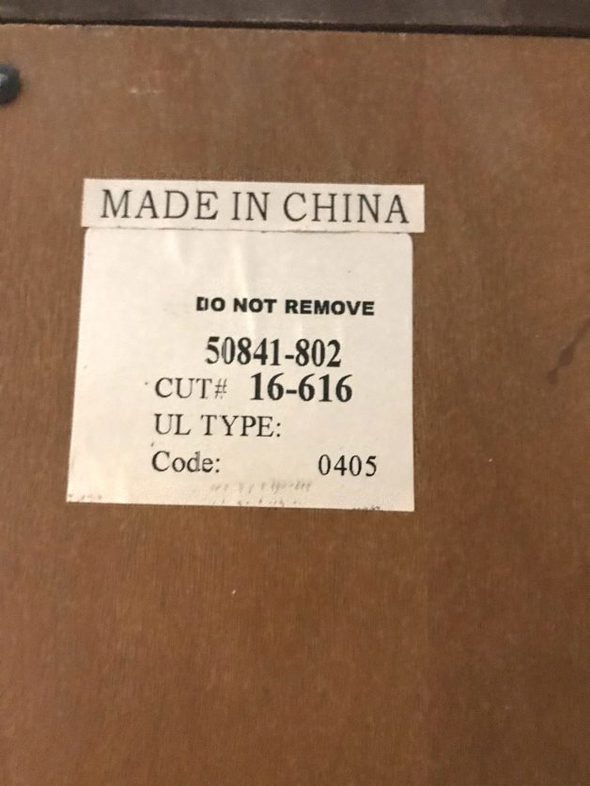 MADE IN CHINA
DO NOT REMOVE
50841-802
CUT# 16-616
UL TYPE:
Code: 0405